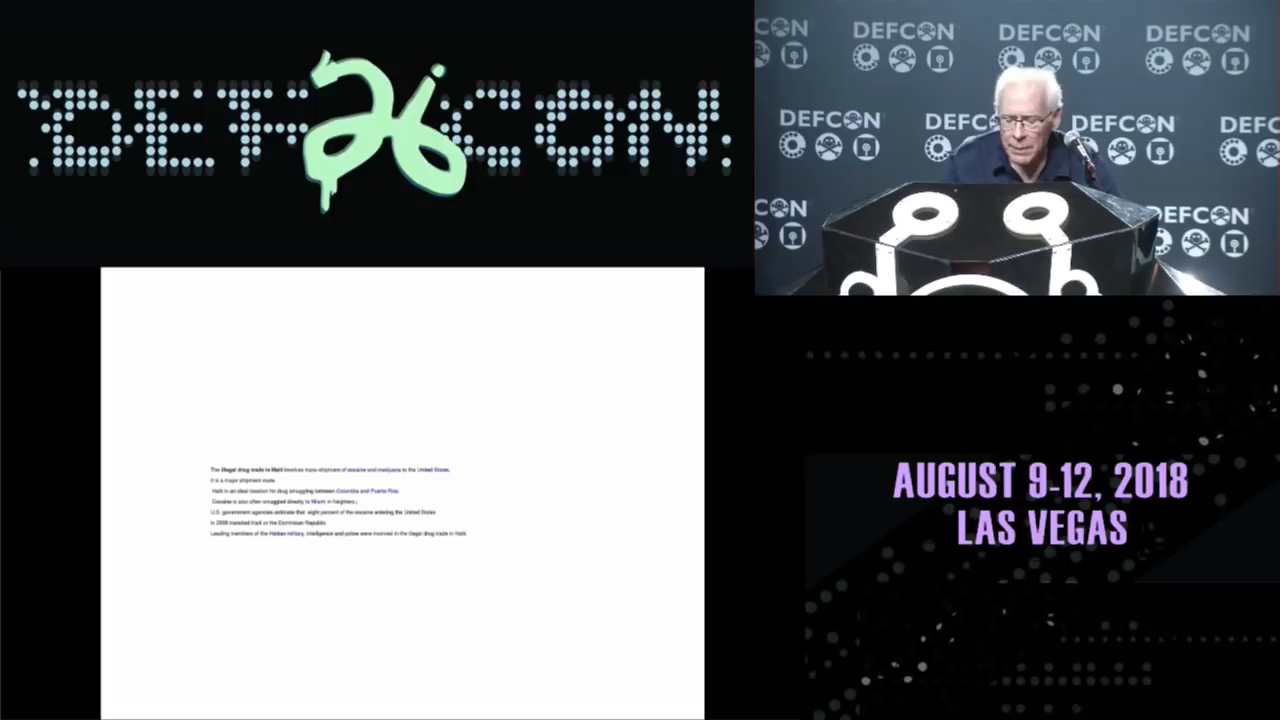 DEF 26 CON
DEFCON DEFCON DEFCON
DEFCON DEFCON DEFCON DEFC
CON DEFCON
The illegal drug trade in Haiti involves trans-shipment of cocaine and marijuana to the United States.
It is a major shipment route.
Haiti is an ideal location for drug smuggling between Colombia and Puerto Rico.
Cocaine is also often smuggled directly to Miami in freighters.
U.S. government agencies estimate that eight percent of the cocaine entering the United States
in 2006 transited Haiti or the Dominican Republic.
Leading members of the Haitian military, intelligence and police were involved in the illegal drug trade in Haiti.
AUGUST 9-12, 2018
LAS VEGAS